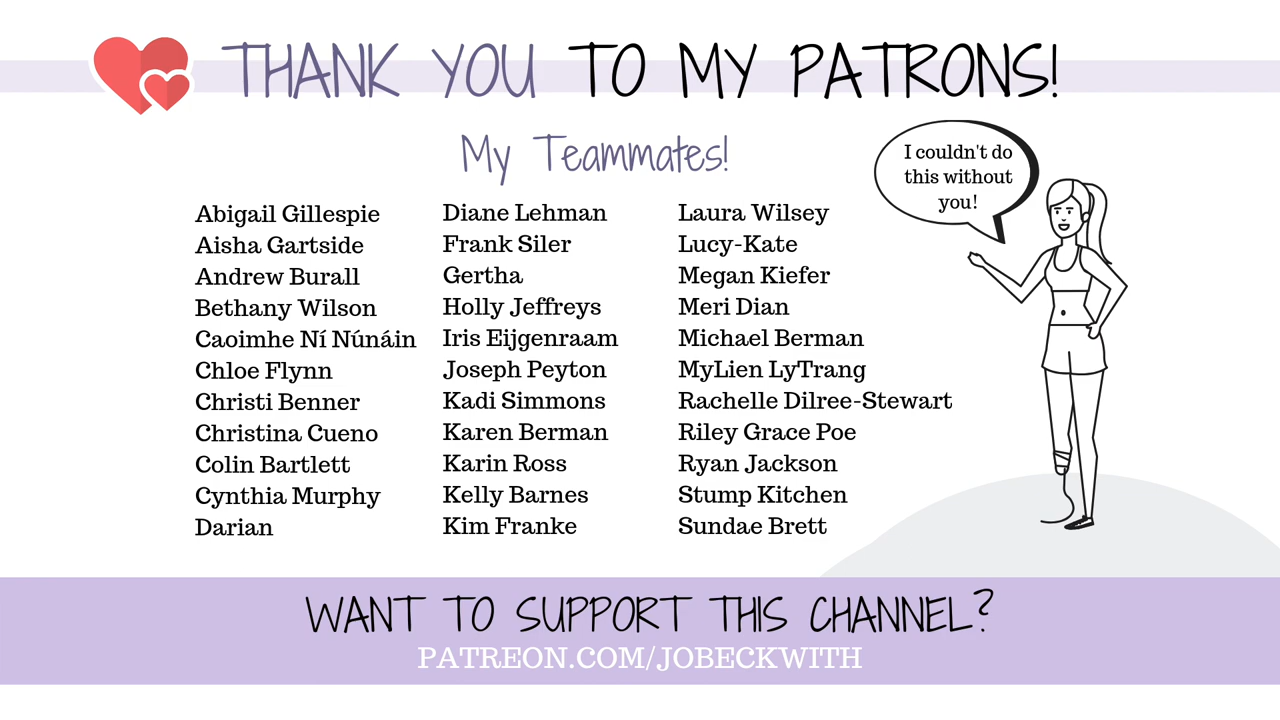 THANK YOU TO MY PATRONS!
My Teammates!
I couldn't do
this without
you!
Abigail Gillespie
Aisha Gartside
Andrew Burall
Bethany Wilson
Caoimhe Ní Núnáin
Chloe Flynn
Christi Benner
Christina Cueno
Colin Bartlett
Cynthia Murphy
Darian
Diane Lehman
Frank Siler
Gertha
Holly Jeffreys
Iris Eijgenraam
Joseph Peyton
Kadi Simmons
Karen Berman
Karin Ross
Kelly Barnes
Kim Franke
Laura Wilsey
Lucy-Kate
Megan Kiefer
Meri Dian
Michael Berman
MyLien LyTrang
Rachelle Dilree-Stewart
Riley Grace Poe
Ryan Jackson
Stump Kitchen
Sundae Brett
WANT TO SUPPORT THIS CHANNEL?
PATREON.COM/JOBECKWITH